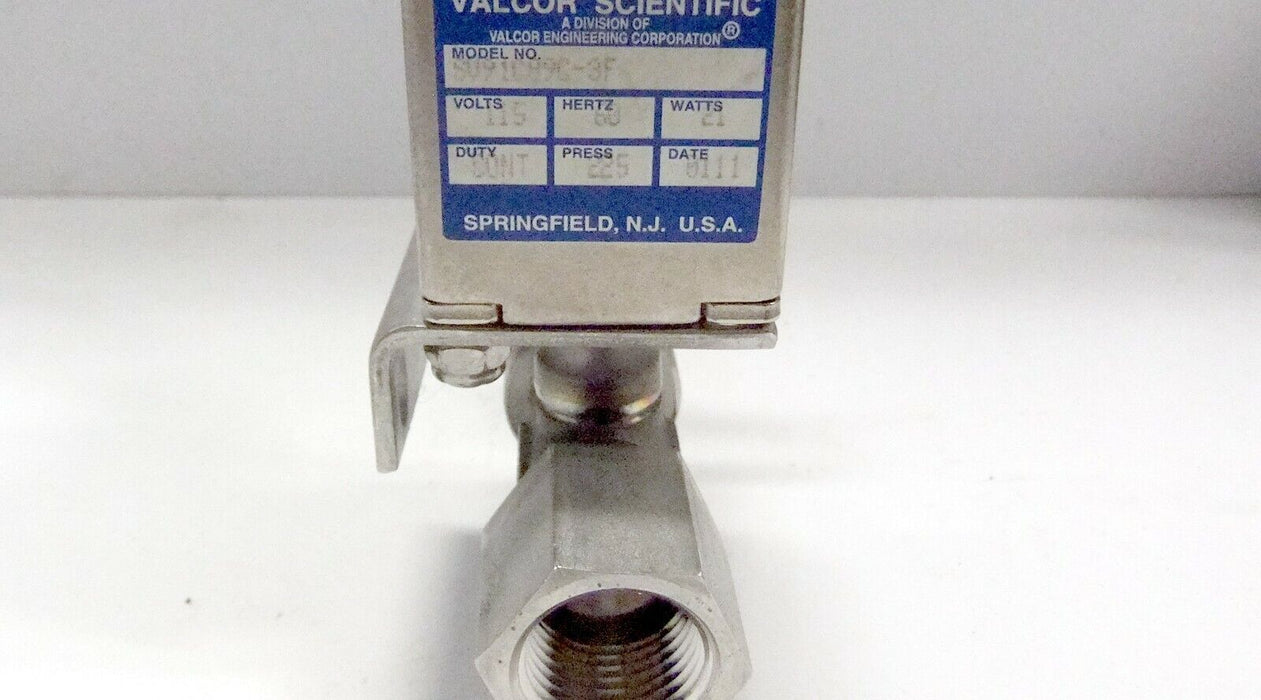 VALCOR SCIENTIFIC
A DIVISION OF
VALCOR ENGINEERING CORPORATION®
MODEL NO.
VOLTS HERTZ WATTS
115 60 21
DUTY PRESS DATE
CONT 225 0111
SPRINGFIELD, N.J. U.S.A.